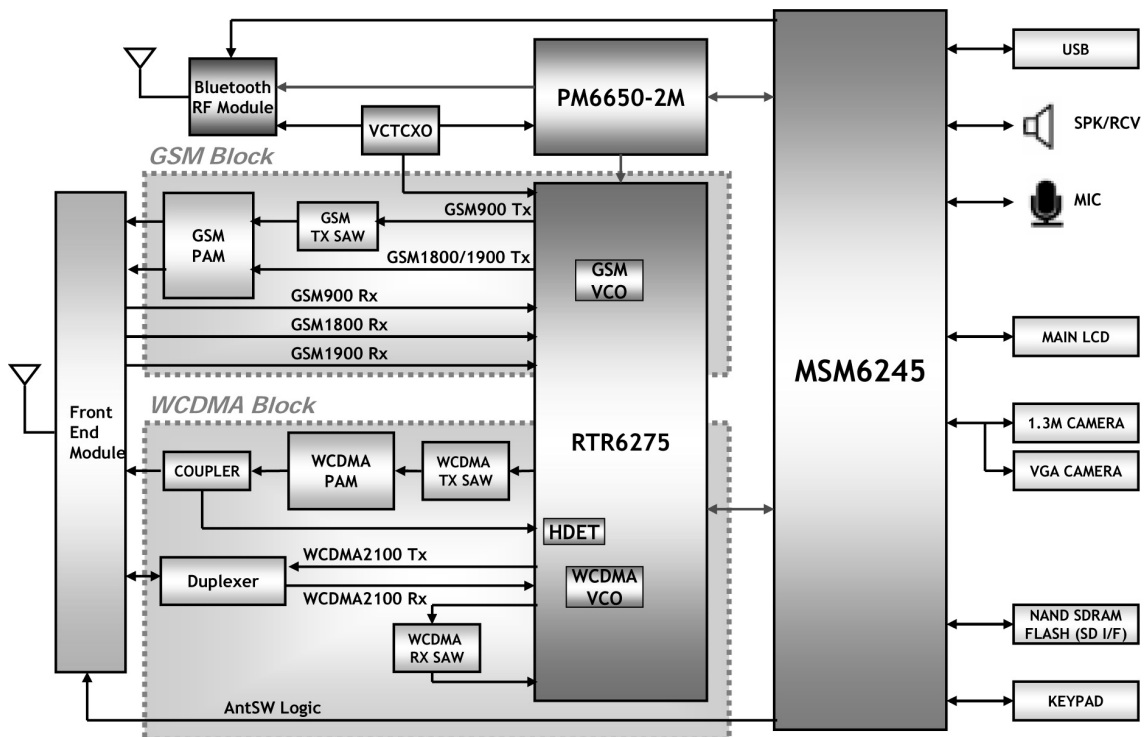 Bluetooth
RF Module
PM6650-2M
VCTCXO
MSM6245
USB
SPK/RCV
MIC
MAIN LCD
1.3M CAMERA
VGA CAMERA
NAND SDRAM
FLASH (SD I/F)
KEYPAD
GSM Block
GSM
PAM
GSM
TX SAW
GSM900 Tx
GSM1800/1900 Tx
GSM900 Rx
GSM1800 Rx
GSM1900 Rx
GSM
VCO
RTR6275
Front
End
Module
WCDMA Block
COUPLER
WCDMA
PAM
WCDMA
TX SAW
HDET
WCDMA2100 Tx
Duplexer
WCDMA2100 Rx
WCDMA
VCO
WCDMA
RX SAW
AntSW Logic